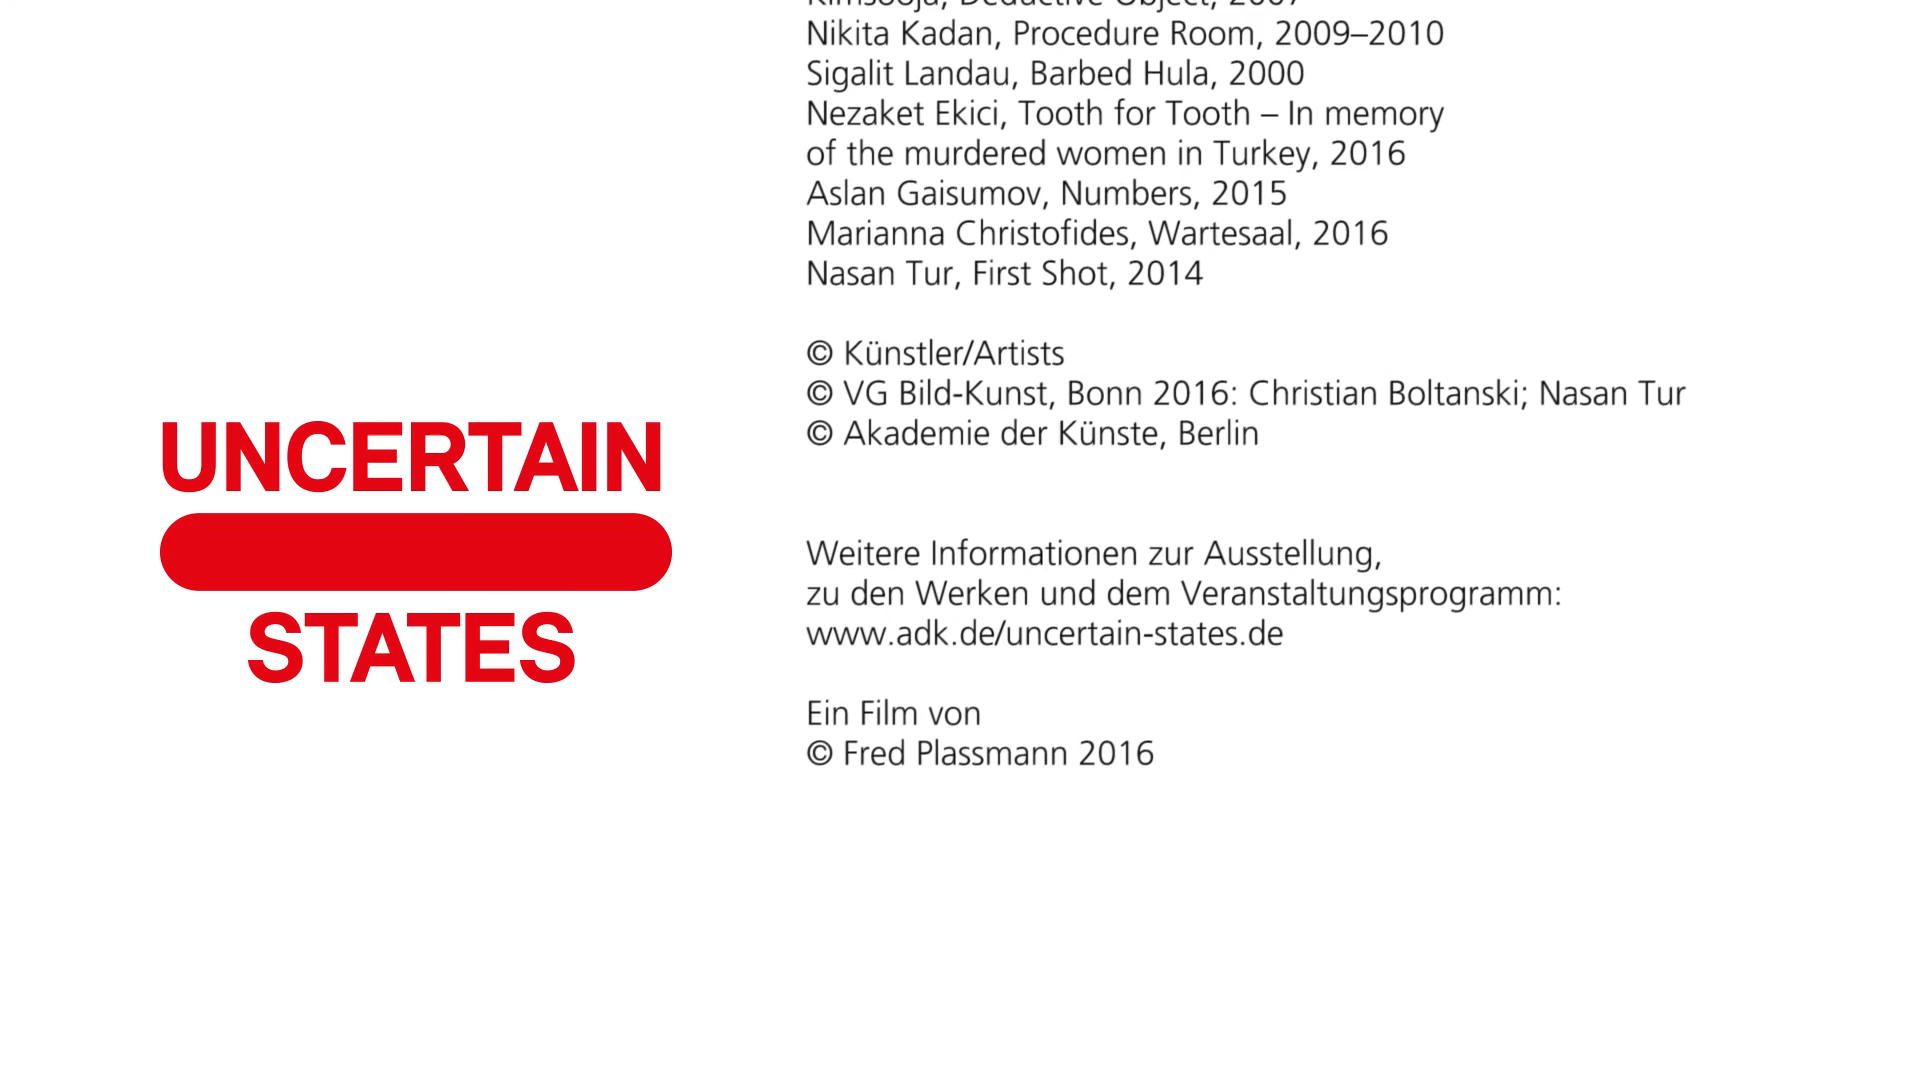 Kimsooja, Deductive Object, 2007
Nikita Kadan, Procedure Room, 2009–2010
Sigalit Landau, Barbed Hula, 2000
Nezaket Ekici, Tooth for Tooth – In memory
of the murdered women in Turkey, 2016
Aslan Gaisumov, Numbers, 2015
Marianna Christofides, Wartesaal, 2016
Nasan Tur, First Shot, 2014
© Künstler/Artists
© VG Bild-Kunst, Bonn 2016: Christian Boltanski; Nasan Tur
© Akademie der Künste, Berlin
UNCERTAIN
STATES
Weitere Informationen zur Ausstellung,
zu den Werken und dem Veranstaltungsprogramm:
www.adk.de/uncertain-states.de
Ein Film von
© Fred Plassmann 2016